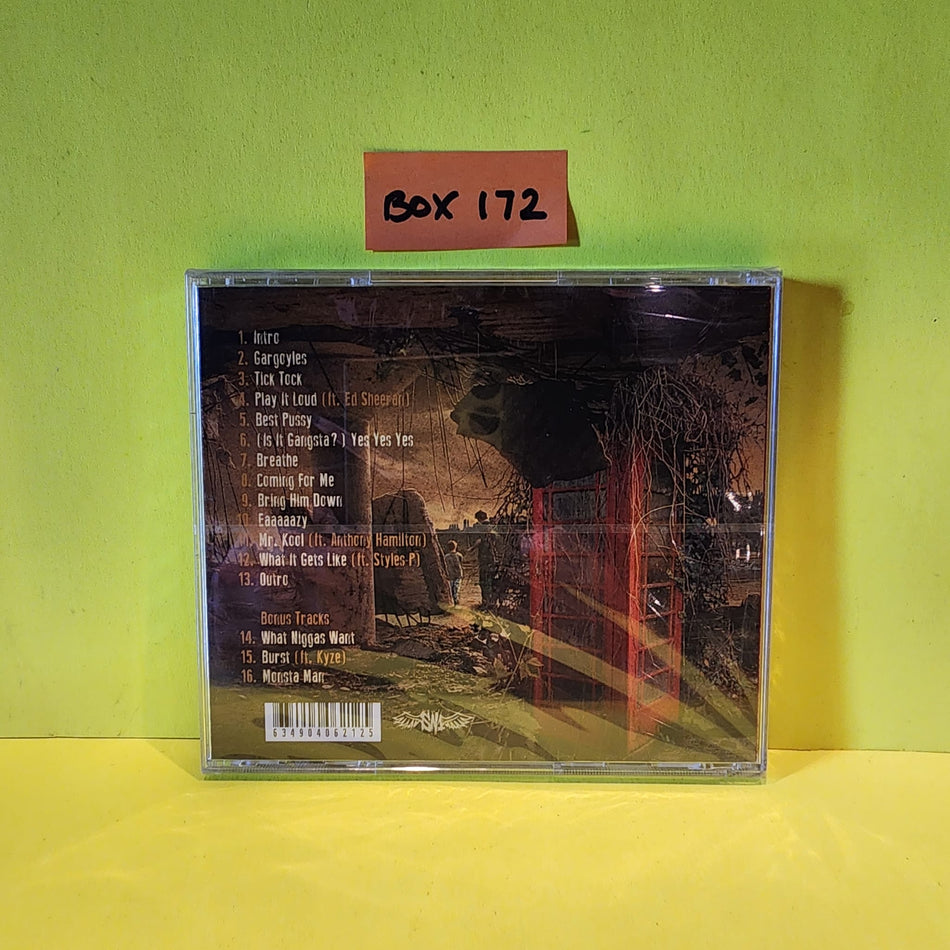 BOX 172
1. Intro
2. Gargoyles
3. Tick Tock
4. Play It Loud (ft. Ed Sheeran)
5. Best Pussy
6. (Is It Gangsta?) Yes Yes Yes
7. Breathe
8. Coming For Me
9. Bring Him Down
10. Eaaaaazy
11. Mr. Kool (ft. Anthony Hamilton)
12. What It Gets Like (ft. Styles P)
13. Outro
Bonus Tracks
14. What Niggas Want
15. Burst (ft. Kyze)
16. Monsta Man
634904062125